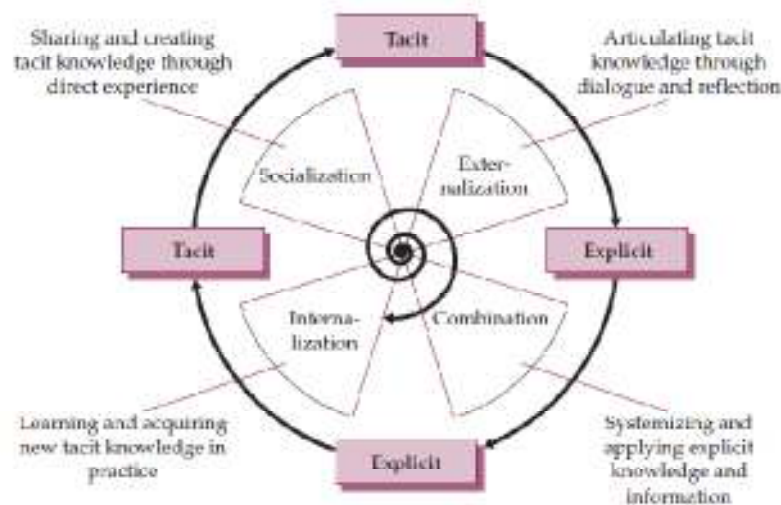 Sharing and creating
tacit knowledge through
direct experience
Tacit
Articulating tacit
knowledge through
dialogue and reflection
Socialization
Exter-
nalization
Tacit
Explicit
Interna-
lization
Combination
Learning and acquiring
new tacit knowledge in
practice
Explicit
Systemizing and
applying explicit
knowledge and
information